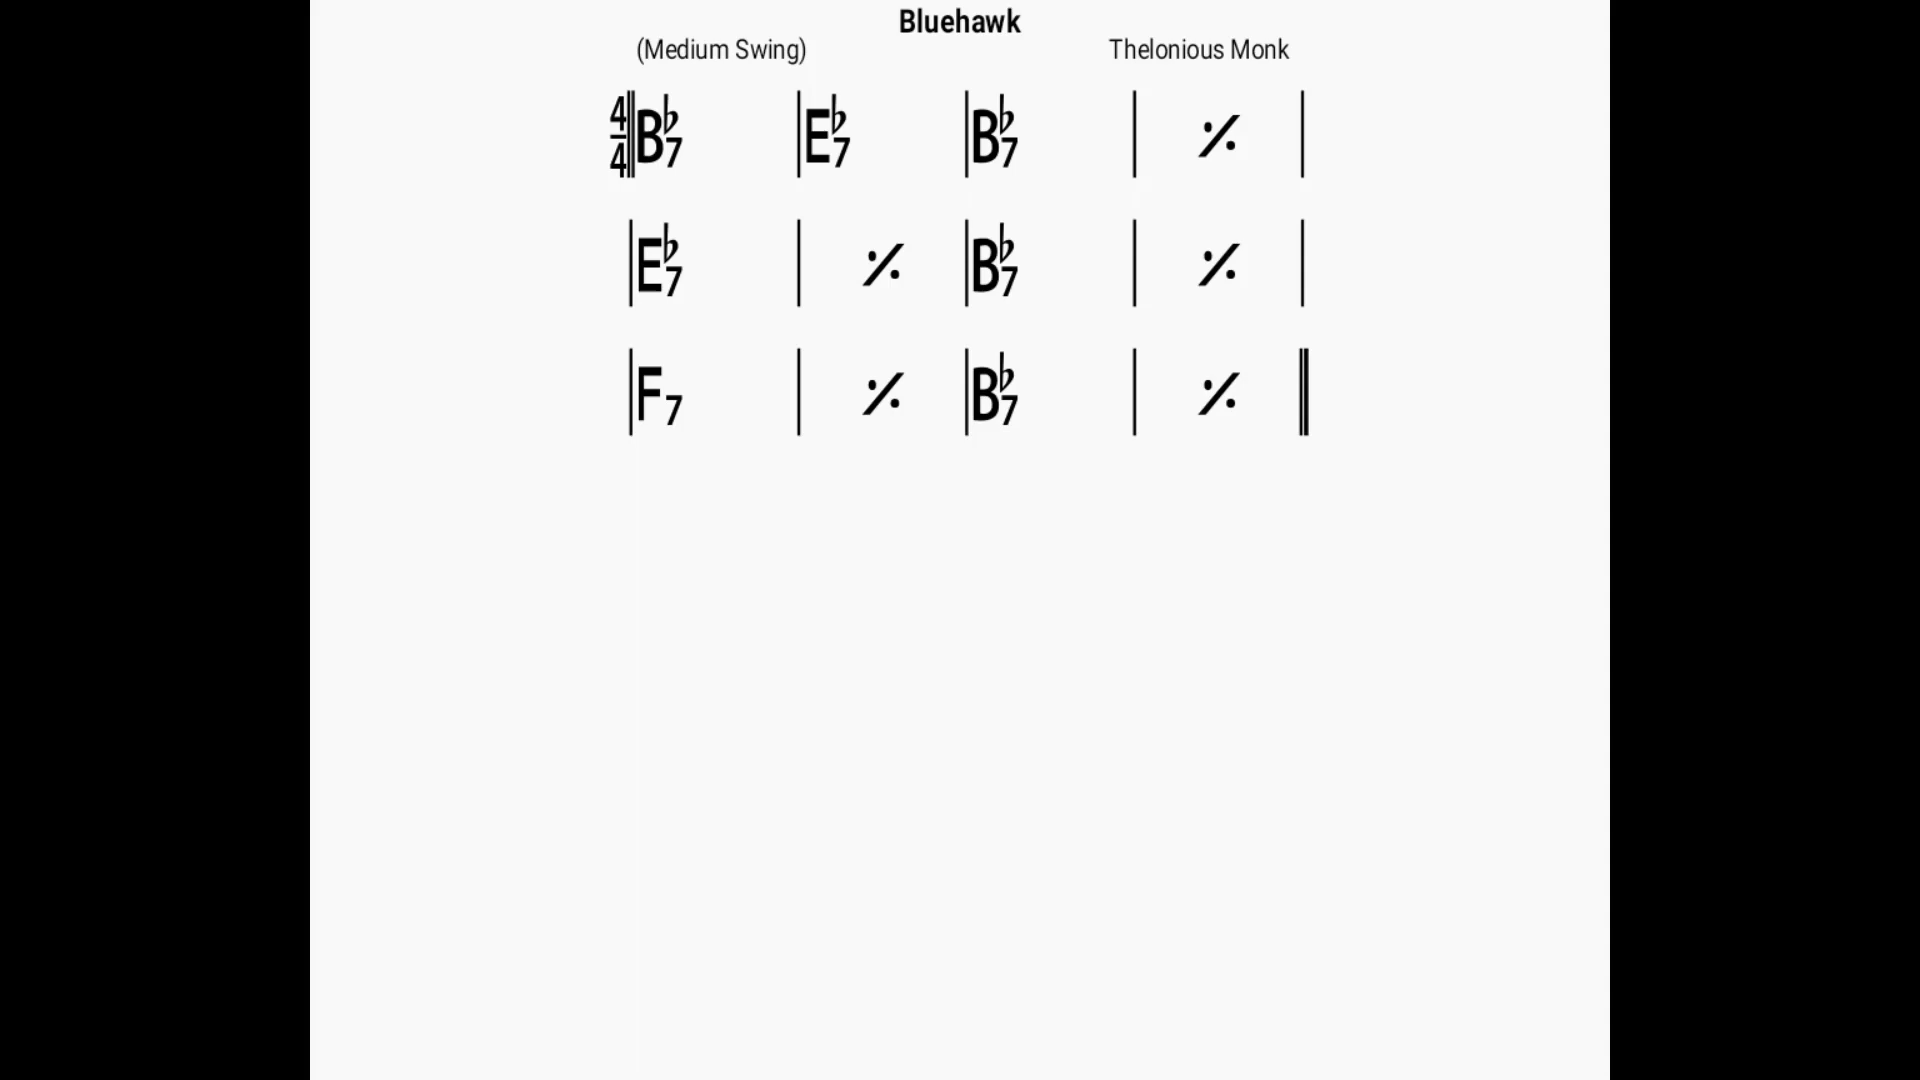 Bluehawk
(Medium Swing) Thelonious Monk
4/4 B♭7 | E♭7 | B♭7 | 𝄎 |
| E♭7 | 𝄎 | B♭7 | 𝄎 |
| F7 | 𝄎 | B♭7 | 𝄎 ‖